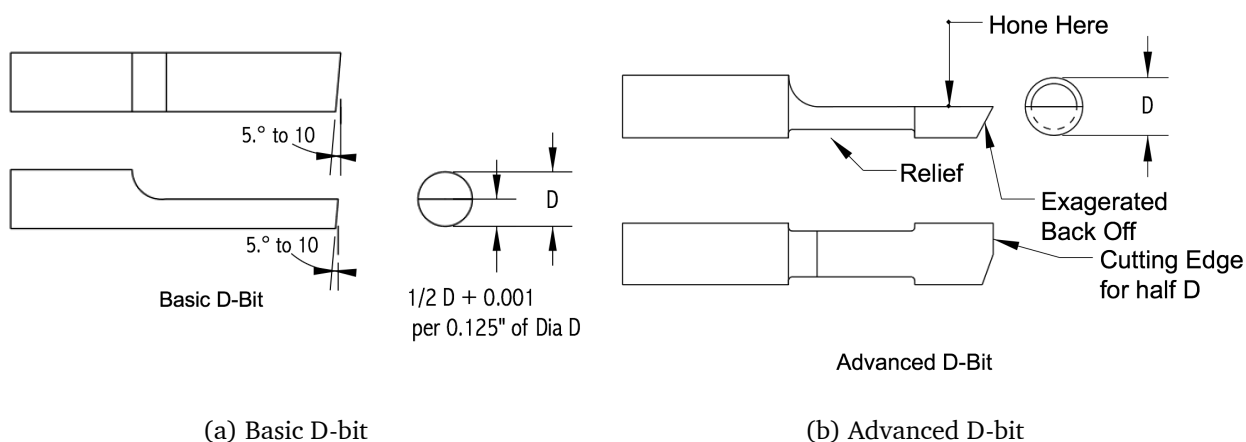 5.° to 10
5.° to 10
Basic D-Bit
D
1/2 D + 0.001
per 0.125" of Dia D
(a) Basic D-bit
Hone Here
D
Relief
Exagerated
Back Off
Cutting Edge
for half D
Advanced D-Bit
(b) Advanced D-bit